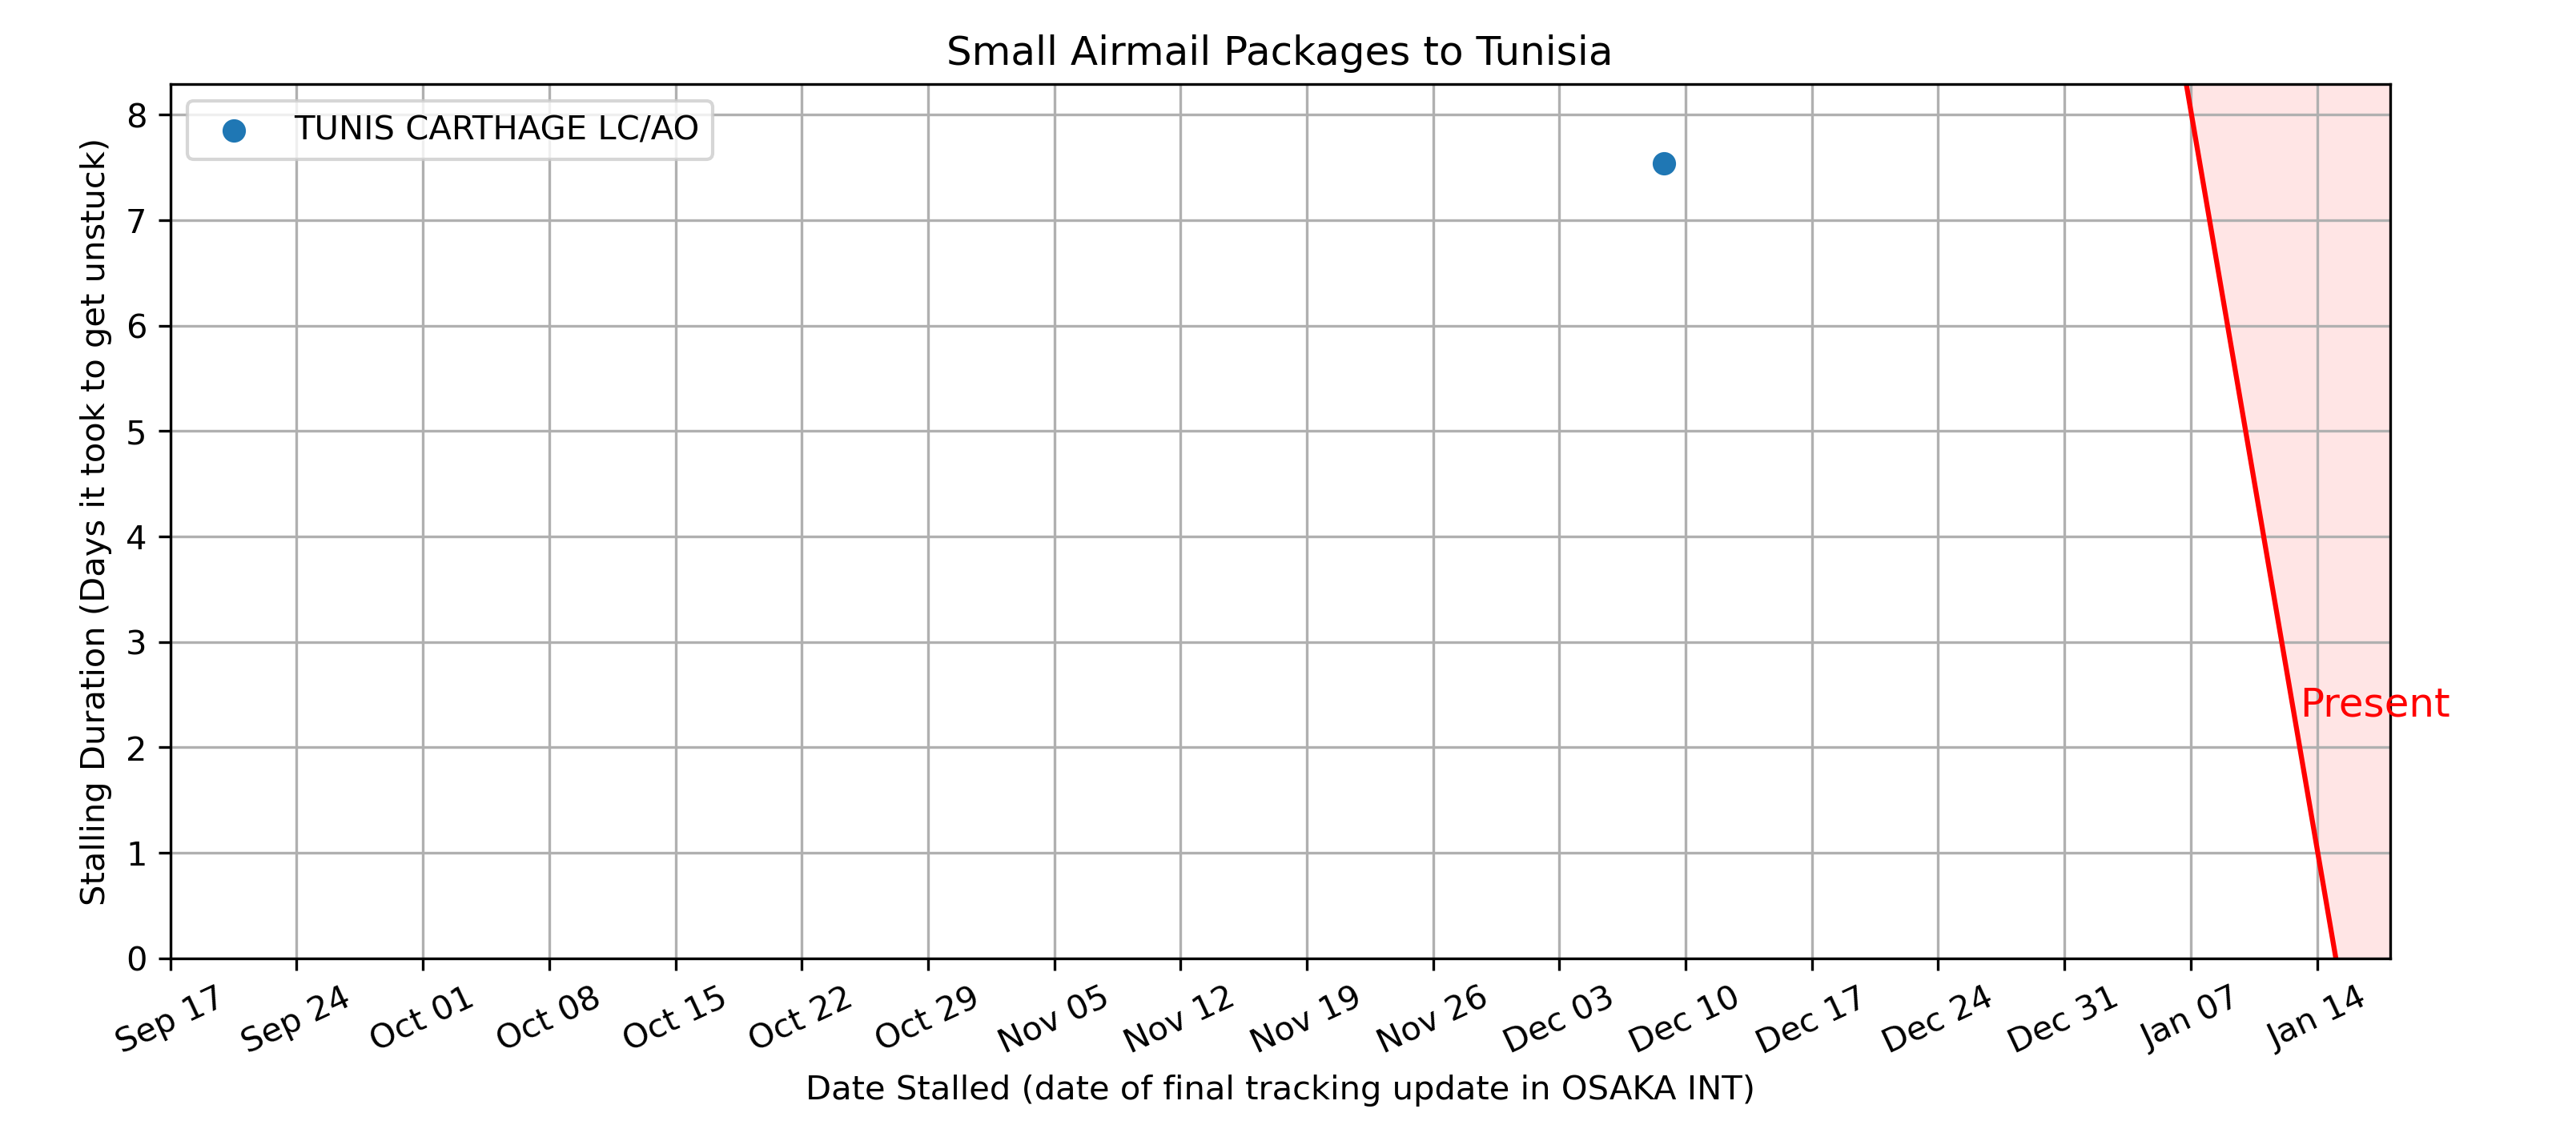 Small Airmail Packages to Tunisia
TUNIS CARTHAGE LC/AO
Stalling Duration (Days it took to get unstuck)
8
7
6
5
4
3
2
1
0
Present
Sep 17
Sep 24
Oct 01
Oct 08
Oct 15
Oct 22
Oct 29
Nov 05
Nov 12
Nov 19
Nov 26
Dec 03
Dec 10
Dec 17
Dec 24
Dec 31
Jan 07
Jan 14
Date Stalled (date of final tracking update in OSAKA INT)